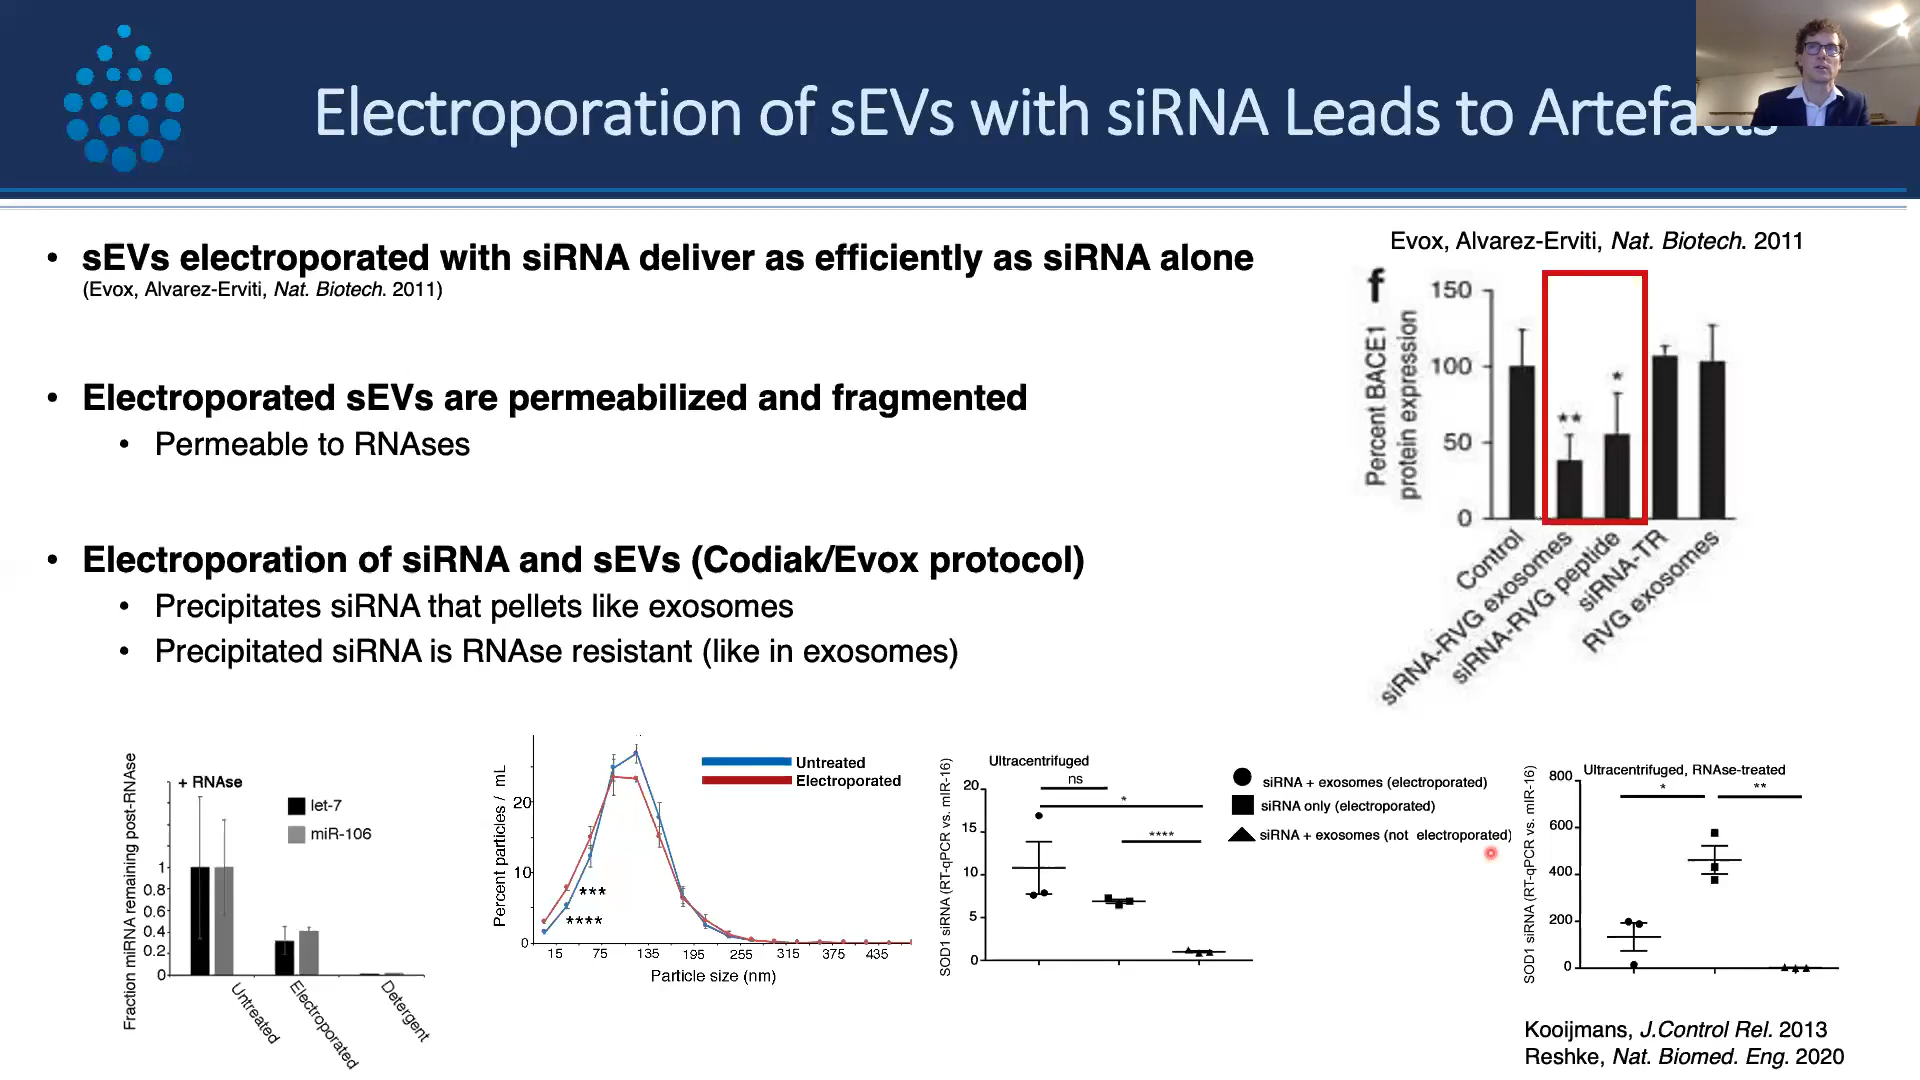 Electroporation of sEVs with siRNA Leads to Artefacts
• sEVs electroporated with siRNA deliver as efficiently as siRNA alone
(Evox, Alvarez-Erviti, Nat. Biotech. 2011)
• Electroporated sEVs are permeabilized and fragmented
• Permeable to RNAses
• Electroporation of siRNA and sEVs (Codiak/Evox protocol)
• Precipitates siRNA that pellets like exosomes
• Precipitated siRNA is RNAse resistant (like in exosomes)
Evox, Alvarez-Erviti, Nat. Biotech. 2011
f
Percent BACE1
protein expression
150
100
50
0
**
*
Control
siRNA-RVG exosomes
siRNA-RVG peptide
siRNA-TR
RVG exosomes
Fraction miRNA remaining post-RNAse
+ RNAse
let-7
miR-106
1
0.8
0.6
0.4
0.2
0
Untreated
Electroporated
Detergent
Percent particles / mL
20
10
0
Untreated
Electroporated
***
****
15 75 135 195 255 315 375 435
Particle size (nm)
SOD1 siRNA (RT-qPCR vs. mIR-16)
Ultracentrifuged
20
15
10
5
0
ns
*
****
siRNA + exosomes (electroporated)
siRNA only (electroporated)
siRNA + exosomes (not electroporated)
SOD1 siRNA (RT-qPCR vs. mIR-16)
Ultracentrifuged, RNAse-treated
800
600
400
200
0
*
**
Kooijmans, J.Control Rel. 2013
Reshke, Nat. Biomed. Eng. 2020